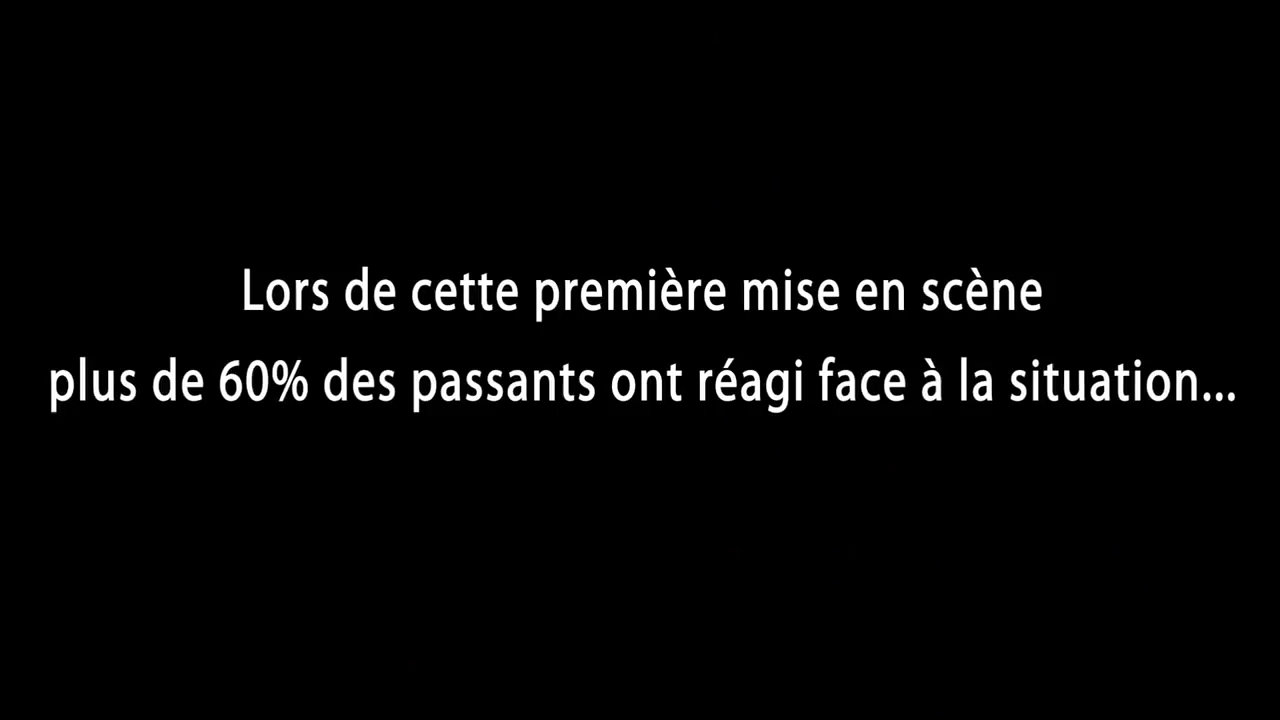 Lors de cette première mise en scène
plus de 60% des passants ont réagi face à la situation...